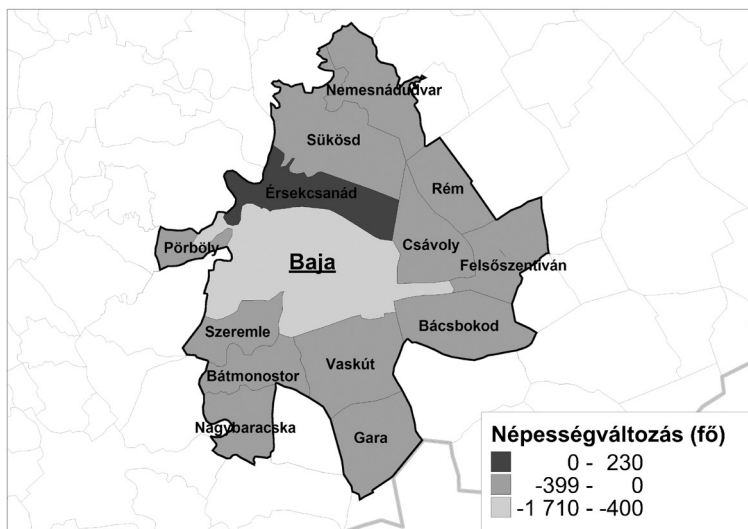 Nemesnádudvar
Sükösd
Rém
Érsekcsanád
Csávoly
Pörböly
Baja
Felsőszentiván
Szeremle
Bácsbokod
Vaskút
Bátmonostor
Nagybaracska
Gara
Népességváltozás (fő)
0 - 230
-399 - 0
-1 710 - -400